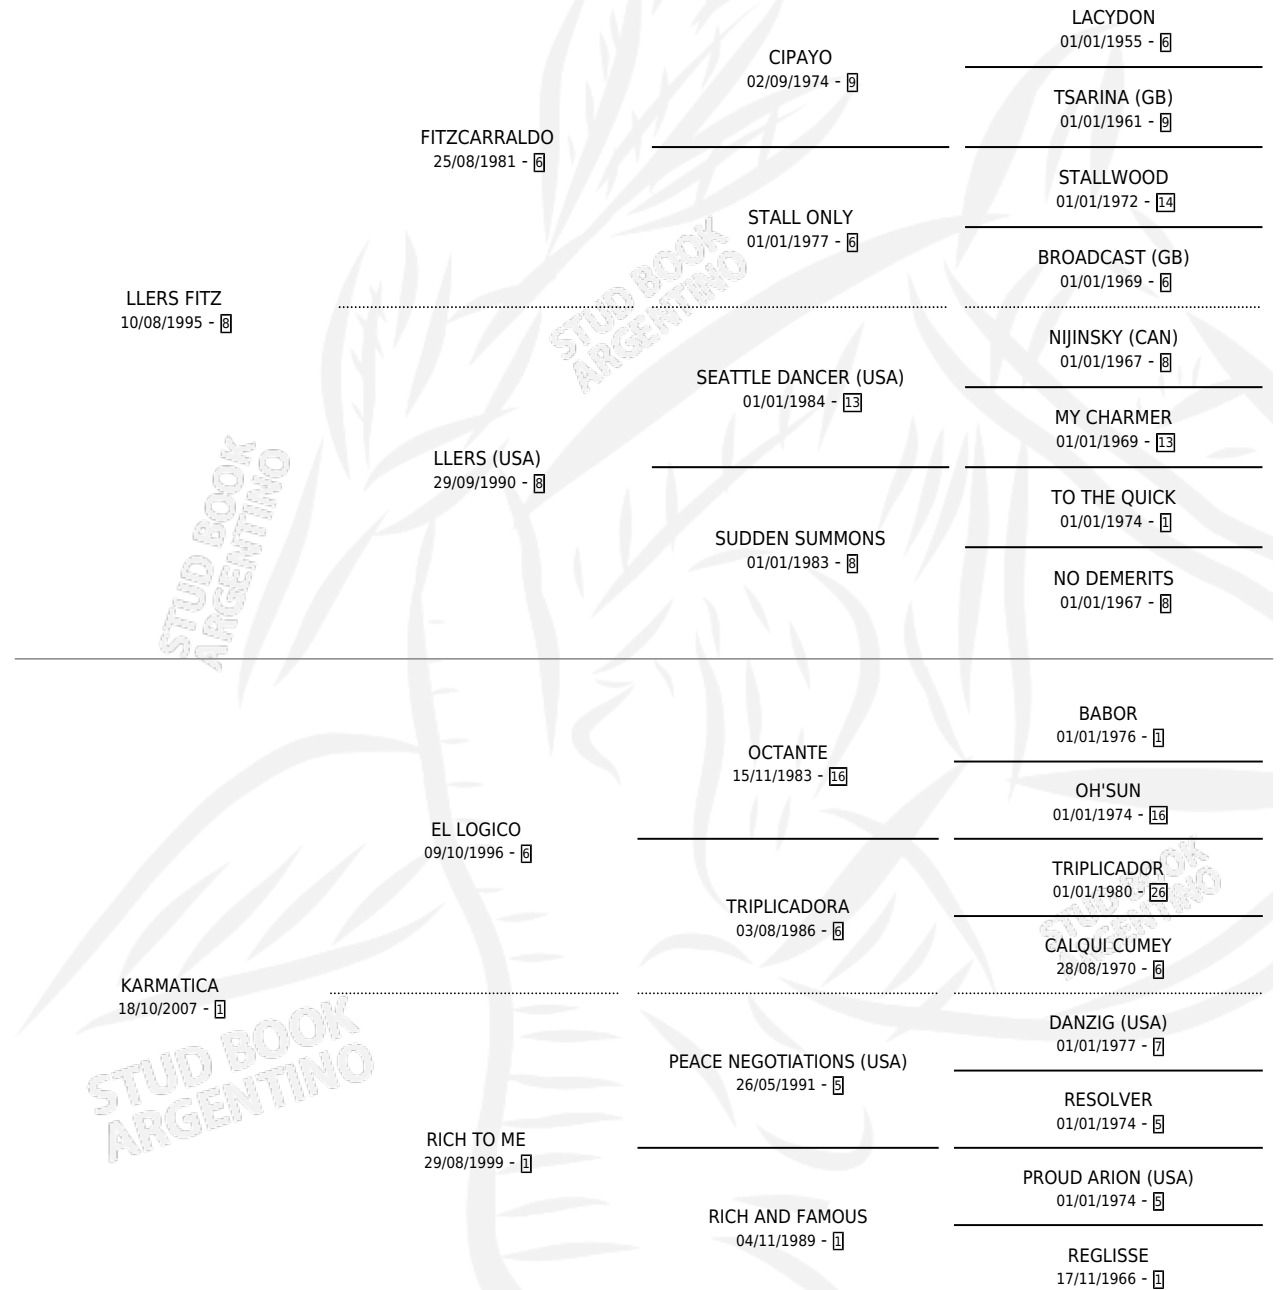 LACYDON
01/01/1955 - 6
CIPAYO
02/09/1974 - 9
TSARINA (GB)
01/01/1961 - 9
FITZCARRALDO
25/08/1981 - 6
STALLWOOD
01/01/1972 - 14
STALL ONLY
01/01/1977 - 6
BROADCAST (GB)
01/01/1969 - 6
LLERS FITZ
10/08/1995 - 8
NIJINSKY (CAN)
01/01/1967 - 8
SEATTLE DANCER (USA)
01/01/1984 - 13
MY CHARMER
01/01/1969 - 13
LLERS (USA)
29/09/1990 - 8
TO THE QUICK
01/01/1974 - 1
SUDDEN SUMMONS
01/01/1983 - 8
NO DEMERITS
01/01/1967 - 8
STUD BOOK
ARGENTINO
STUD BOOK
ARGENTINO
BABOR
01/01/1976 - 1
OCTANTE
15/11/1983 - 16
OH'SUN
01/01/1974 - 16
EL LOGICO
09/10/1996 - 6
TRIPLICADOR
01/01/1980 - 26
TRIPLICADORA
03/08/1986 - 6
CALQUI CUMEY
28/08/1970 - 6
KARMATICA
18/10/2007 - 1
DANZIG (USA)
01/01/1977 - 7
PEACE NEGOTIATIONS (USA)
26/05/1991 - 5
RESOLVER
01/01/1974 - 5
RICH TO ME
29/08/1999 - 1
PROUD ARION (USA)
01/01/1974 - 5
RICH AND FAMOUS
04/11/1989 - 1
REGLISSE
17/11/1966 - 1
STUD BOOK
ARGENTINO
STUD BOOK
ARGENTINO